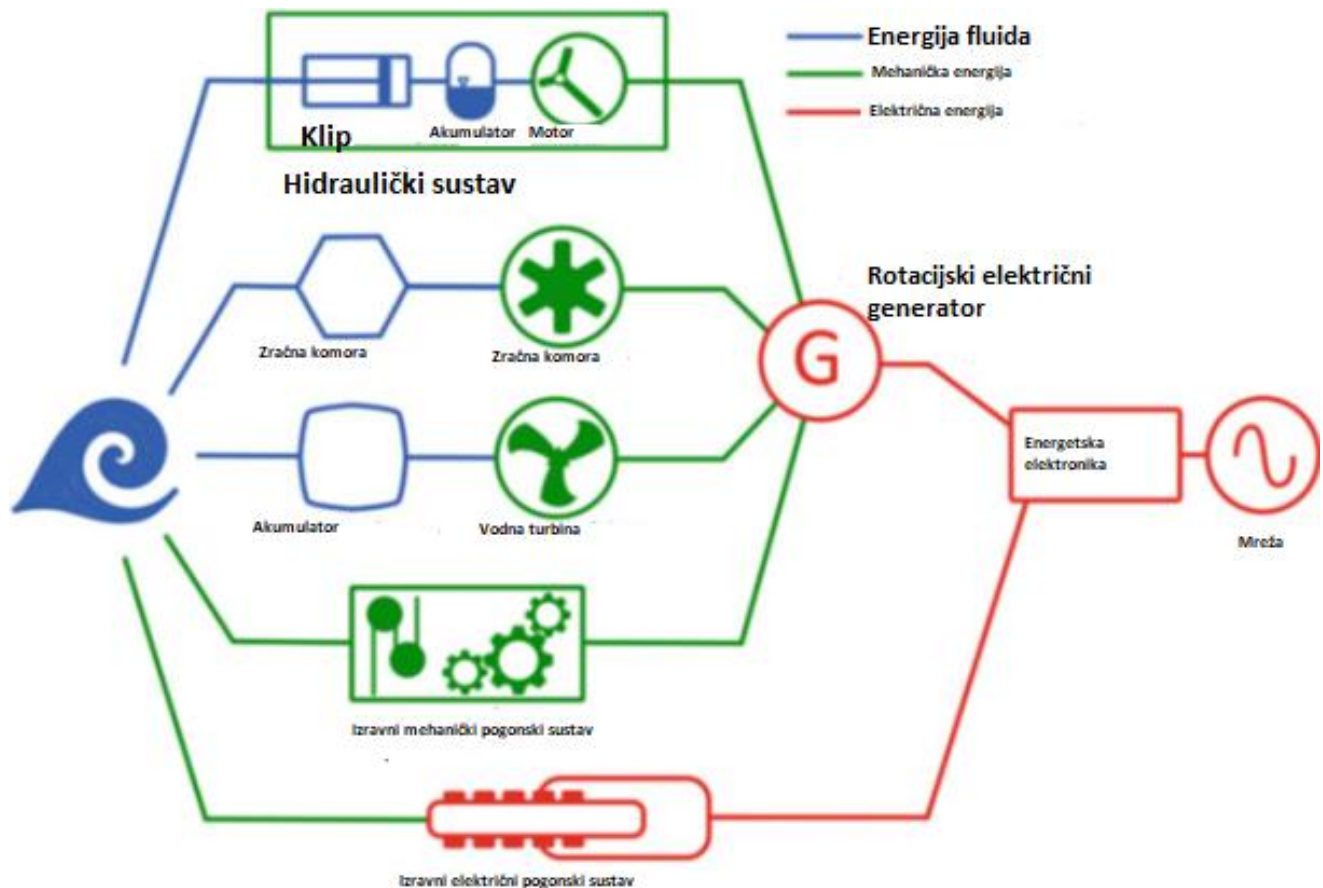 Energija fluida
Mehanička energija
Električna energija
Klip
Akumulator
Motor
Hidraulički sustav
Zračna komora
Zračna komora
Rotacijski električni
generator
G
Energetska
elektronika
Akumulator
Vodna turbina
Mreža
Izravni mehanički pogonski sustav
Izravni električni pogonski sustav